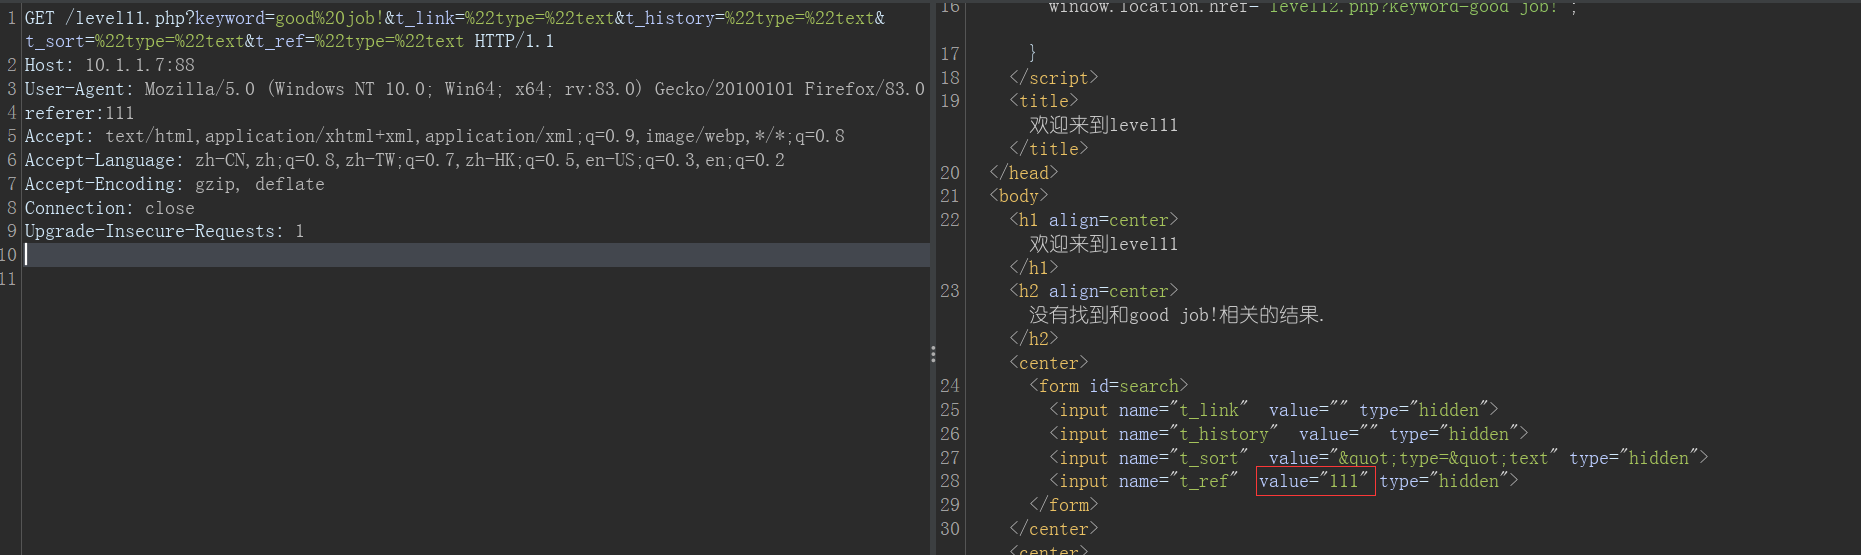 1 GET /level11.php?keyword=good%20job!&t_link=%22type=%22text&t_history=%22type=%22text&
t_sort=%22type=%22text&t_ref=%22type=%22text HTTP/1.1
2 Host: 10.1.1.7:88
3 User-Agent: Mozilla/5.0 (Windows NT 10.0; Win64; x64; rv:83.0) Gecko/20100101 Firefox/83.0
4 referer:111
5 Accept: text/html,application/xhtml+xml,application/xml;q=0.9,image/webp,*/*;q=0.8
6 Accept-Language: zh-CN,zh;q=0.8,zh-TW;q=0.7,zh-HK;q=0.5,en-US;q=0.3,en;q=0.2
7 Accept-Encoding: gzip, deflate
8 Connection: close
9 Upgrade-Insecure-Requests: 1
10
11
16 window.location.href="level12.php?keyword=good job!";
17 }
18 </script>
19 <title>
欢迎来到level11
</title>
20 </head>
21 <body>
22 <h1 align=center>
欢迎来到level11
</h1>
23 <h2 align=center>
没有找到和good job!相关的结果.
</h2>
<center>
24 <form id=search>
25 <input name="t_link"  value="" type="hidden">
26 <input name="t_history"  value="" type="hidden">
27 <input name="t_sort"  value="&quot;type=&quot;text" type="hidden">
28 <input name="t_ref"  value="111" type="hidden">
29 </form>
30 </center>
<center>